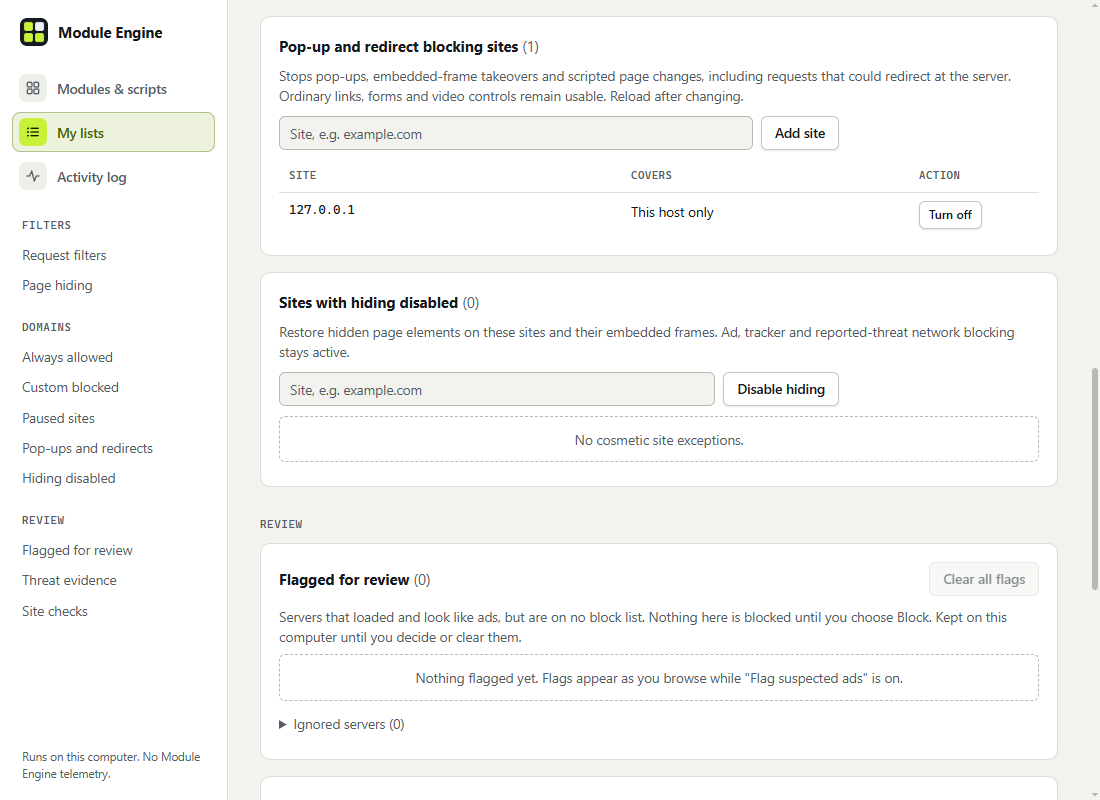 Module Engine
Modules & scripts
My lists
Activity log
FILTERS
Request filters
Page hiding
DOMAINS
Always allowed
Custom blocked
Paused sites
Pop-ups and redirects
Hiding disabled
REVIEW
Flagged for review
Threat evidence
Site checks
Runs on this computer. No Module
Engine telemetry.
Pop-up and redirect blocking sites (1)
Stops pop-ups, embedded-frame takeovers and scripted page changes, including requests that could redirect at the server.
Ordinary links, forms and video controls remain usable. Reload after changing.
Site, e.g. example.com
Add site
SITE COVERS ACTION
127.0.0.1 This host only Turn off
Sites with hiding disabled (0)
Restore hidden page elements on these sites and their embedded frames. Ad, tracker and reported-threat network blocking
stays active.
Site, e.g. example.com
Disable hiding
No cosmetic site exceptions.
REVIEW
Flagged for review (0)
Clear all flags
Servers that loaded and look like ads, but are on no block list. Nothing here is blocked until you choose Block. Kept on this
computer until you decide or clear them.
Nothing flagged yet. Flags appear as you browse while "Flag suspected ads" is on.
Ignored servers (0)